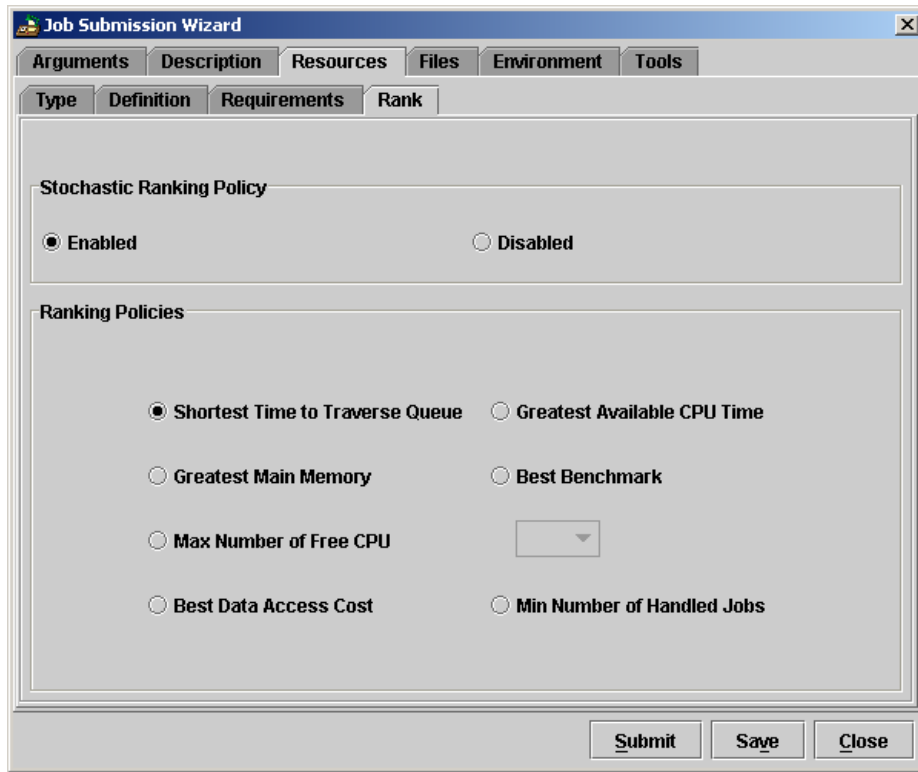 Job Submission Wizard
Arguments Description Resources Files Environment Tools
Type Definition Requirements Rank
Stochastic Ranking Policy
Enabled Disabled
Ranking Policies
Shortest Time to Traverse Queue Greatest Available CPU Time
Greatest Main Memory Best Benchmark
Max Number of Free CPU
Best Data Access Cost Min Number of Handled Jobs
Submit Save Close